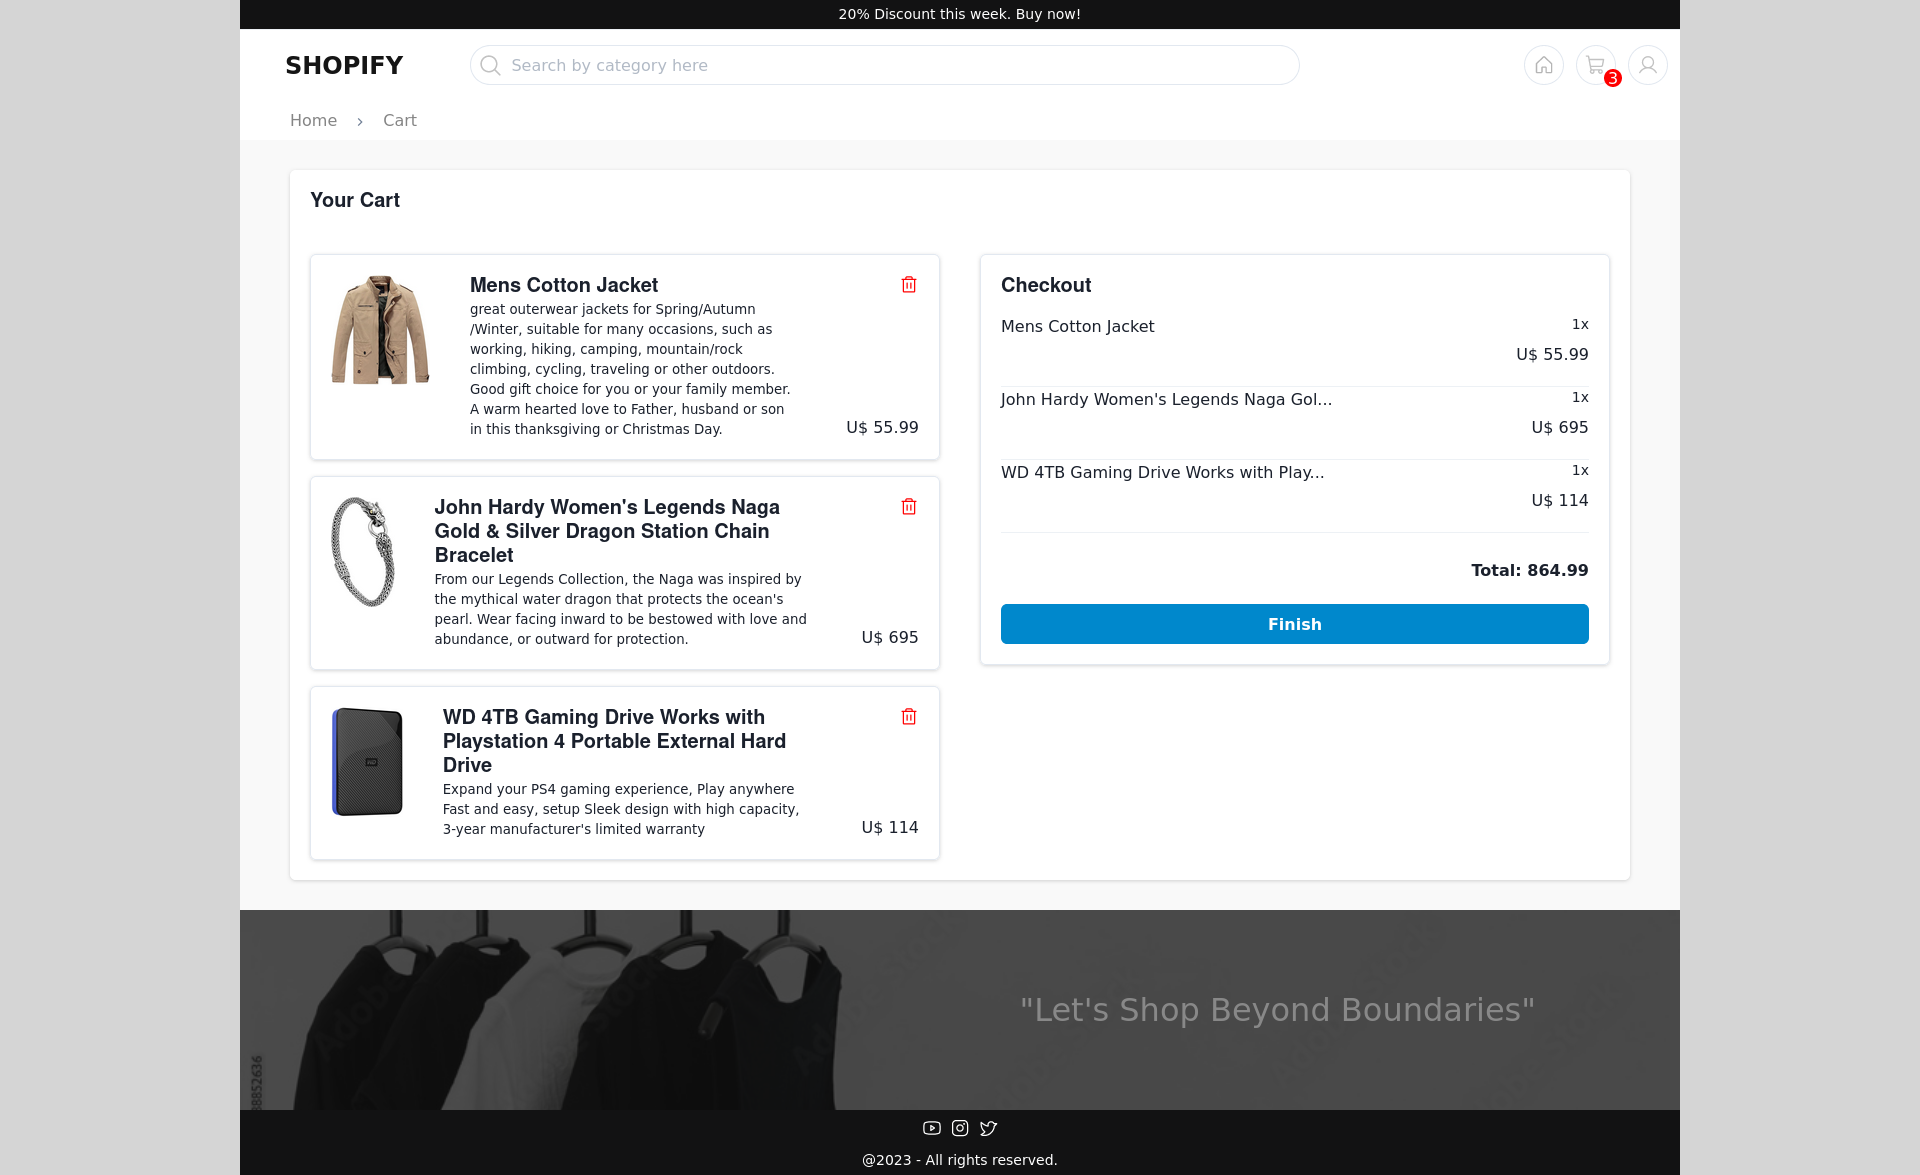 20% Discount this week. Buy now!
SHOPIFY
Search by category here
3
Home › Cart
Your Cart
Mens Cotton Jacket
great outerwear jackets for Spring/Autumn
/Winter, suitable for many occasions, such as
working, hiking, camping, mountain/rock
climbing, cycling, traveling or other outdoors.
Good gift choice for you or your family member.
A warm hearted love to Father, husband or son
in this thanksgiving or Christmas Day.
U$ 55.99
John Hardy Women's Legends Naga
Gold & Silver Dragon Station Chain
Bracelet
From our Legends Collection, the Naga was inspired by
the mythical water dragon that protects the ocean's
pearl. Wear facing inward to be bestowed with love and
abundance, or outward for protection.
U$ 695
WD 4TB Gaming Drive Works with
Playstation 4 Portable External Hard
Drive
Expand your PS4 gaming experience, Play anywhere
Fast and easy, setup Sleek design with high capacity,
3-year manufacturer's limited warranty
U$ 114
Checkout
Mens Cotton Jacket
1x
U$ 55.99
John Hardy Women's Legends Naga Gol...
1x
U$ 695
WD 4TB Gaming Drive Works with Play...
1x
U$ 114
Total: 864.99
Finish
"Let's Shop Beyond Boundaries"
@2023 - All rights reserved.